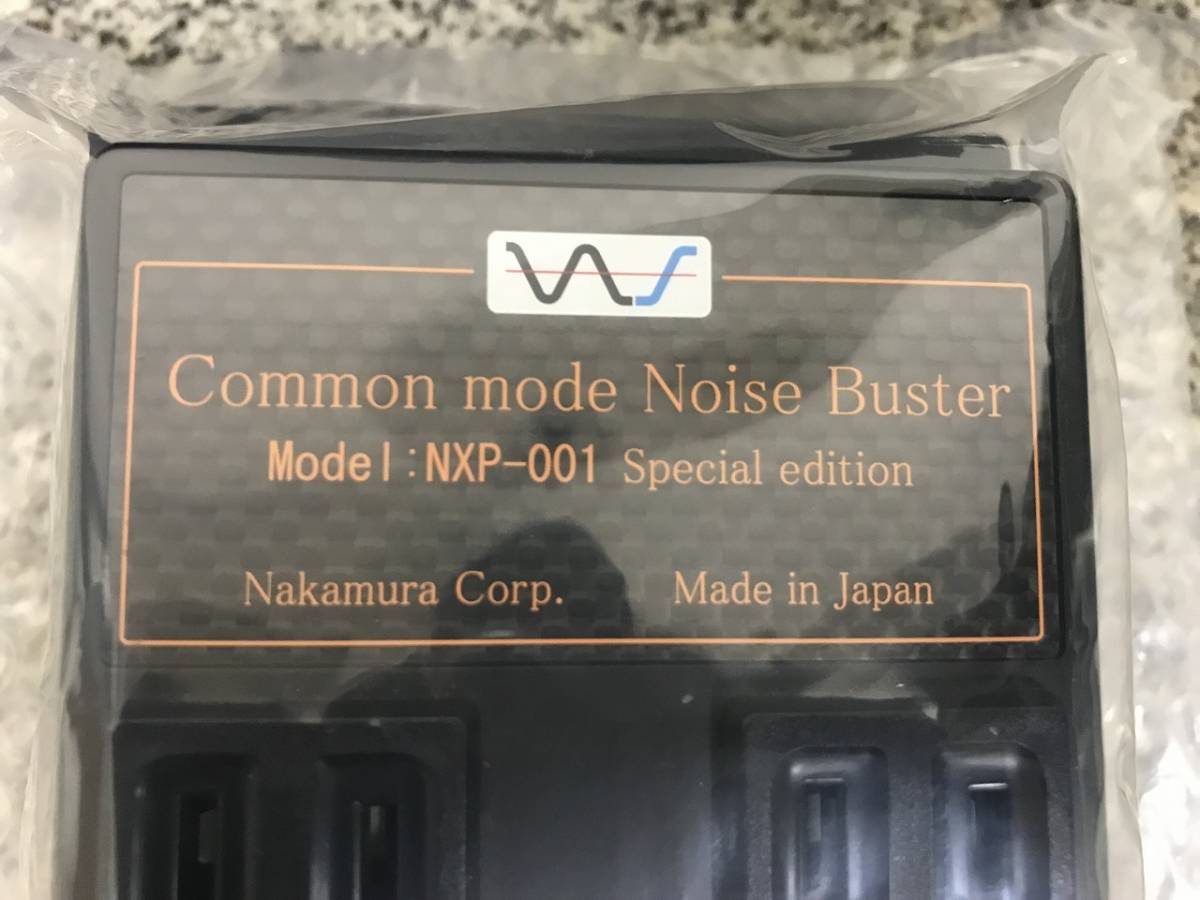 Common mode Noise Buster
Model:NXP-001 Special edition
Nakamura Corp. Made in Japan